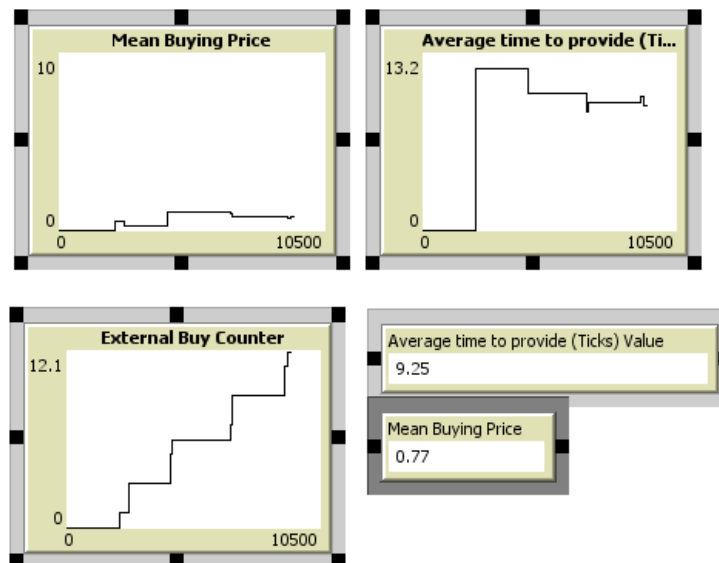 Mean Buying Price
10
0
0 10500
Average time to provide (Ti...
13.2
0
0 10500
External Buy Counter
12.1
0
0 10500
Average time to provide (Ticks) Value
9.25
Mean Buying Price
0.77